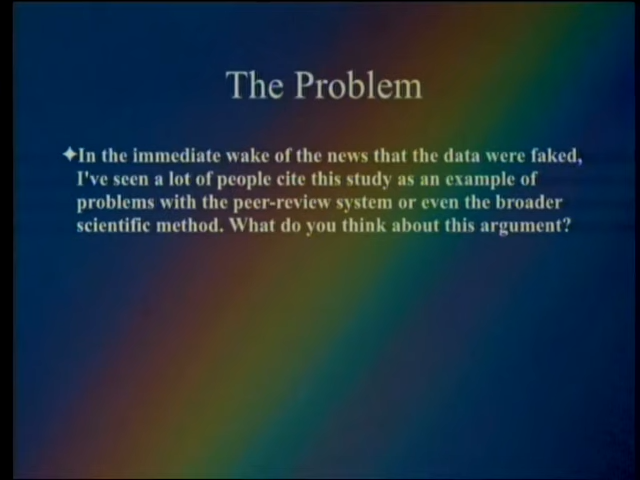 The Problem
✦In the immediate wake of the news that the data were faked,
I've seen a lot of people cite this study as an example of
problems with the peer-review system or even the broader
scientific method. What do you think about this argument?